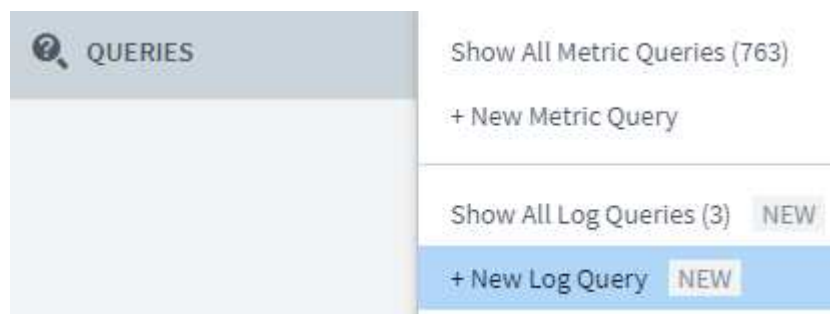 QUERIES
Show All Metric Queries (763)
+ New Metric Query
Show All Log Queries (3) NEW
+ New Log Query NEW